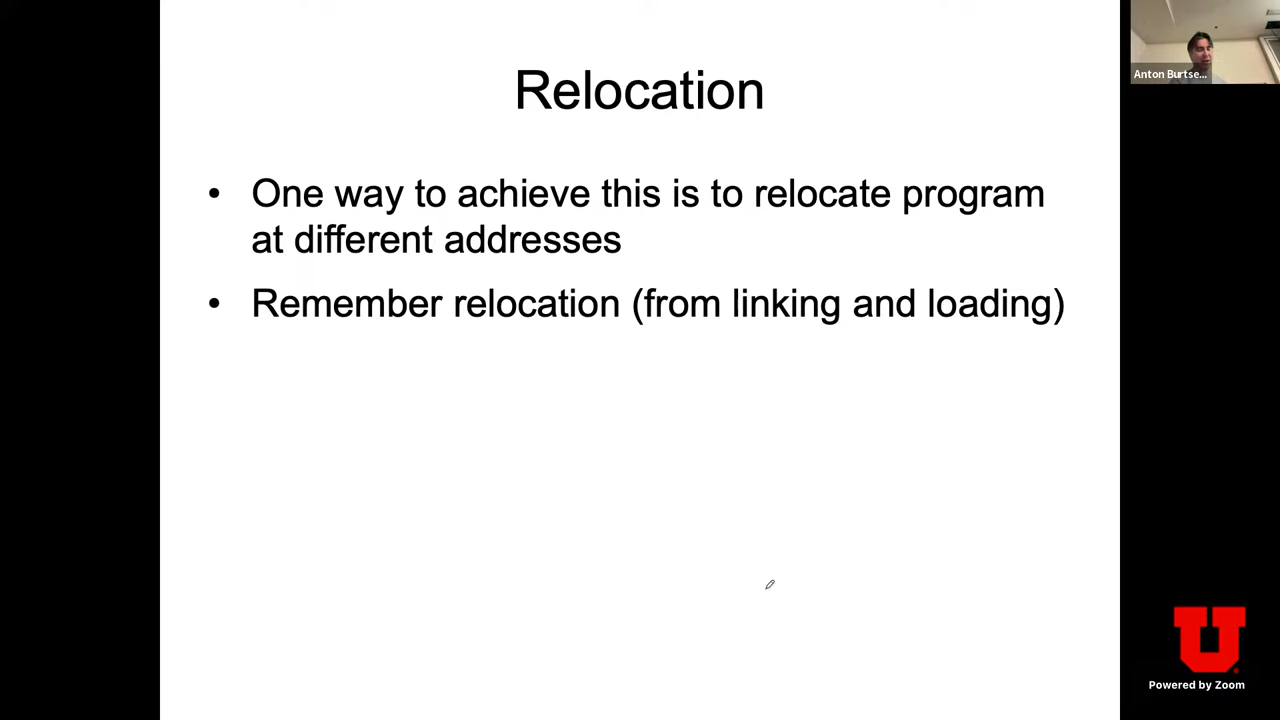 Relocation
Anton Burtse...
• One way to achieve this is to relocate program
at different addresses
• Remember relocation (from linking and loading)
U
Powered by Zoom